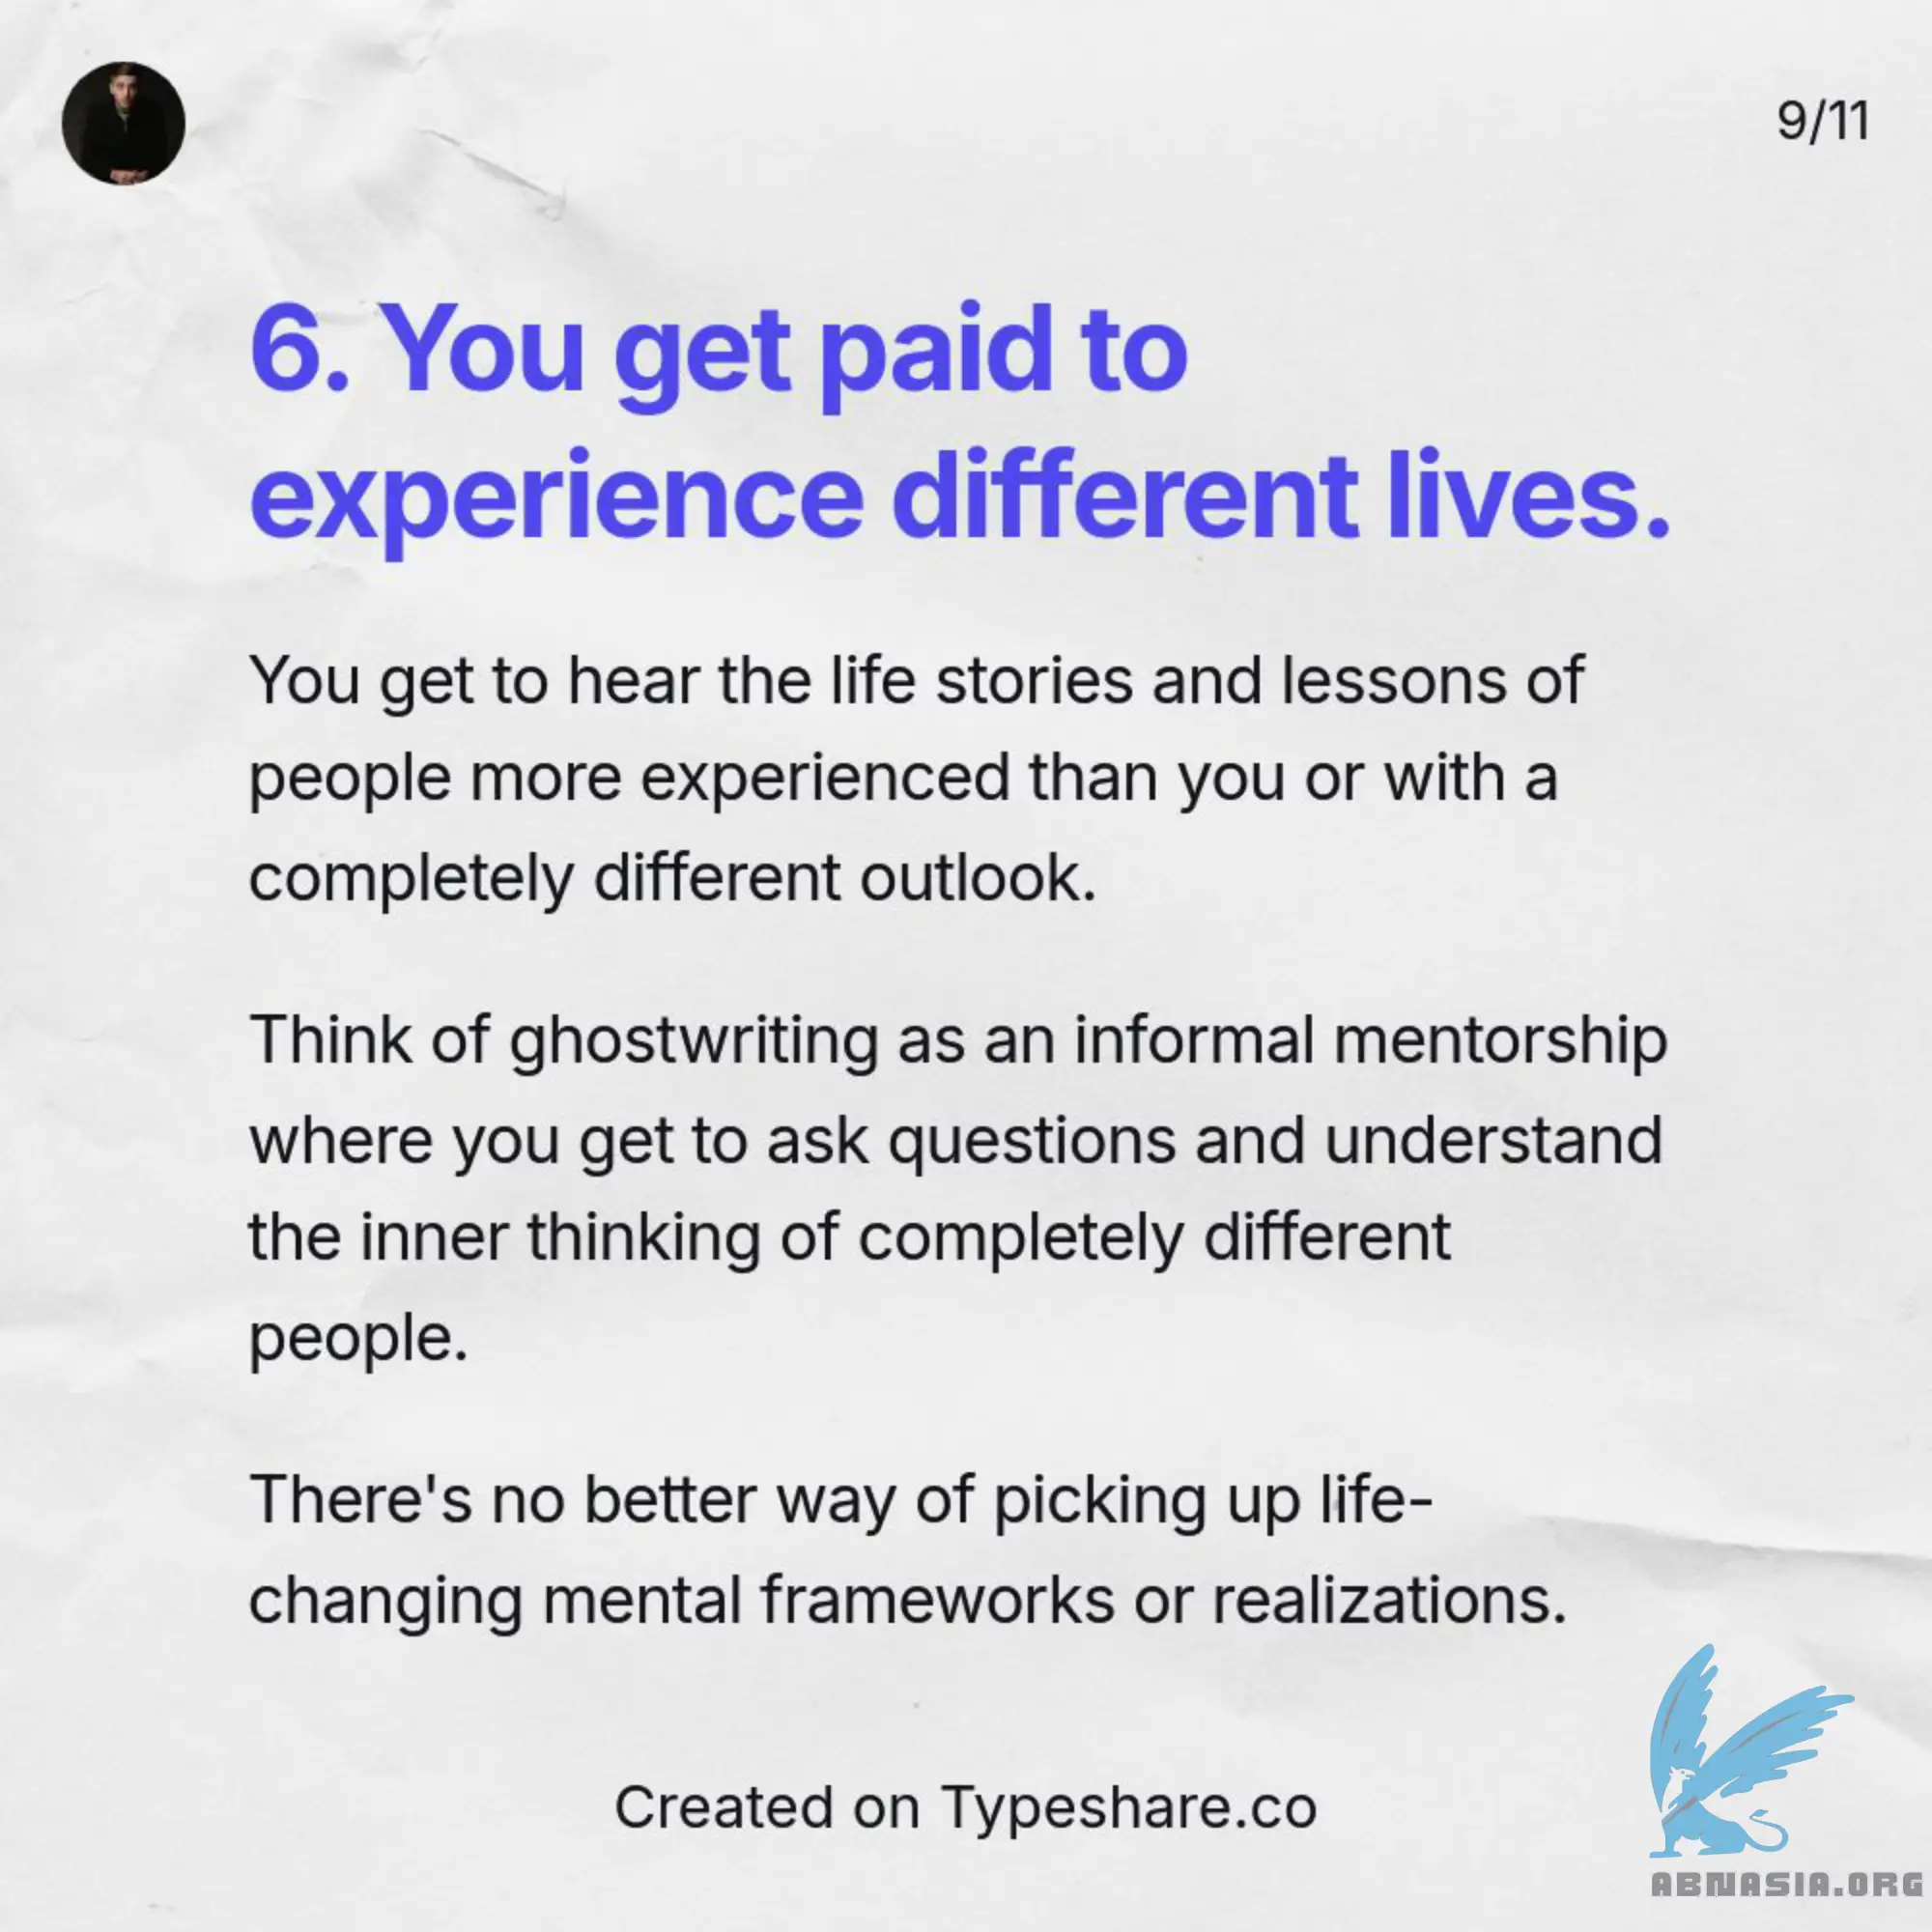 9/11
6. You get paid to
experience different lives.
You get to hear the life stories and lessons of
people more experienced than you or with a
completely different outlook.
Think of ghostwriting as an informal mentorship
where you get to ask questions and understand
the inner thinking of completely different
people.
There's no better way of picking up life-
changing mental frameworks or realizations.
Created on Typeshare.co
ABNASIA.ORG